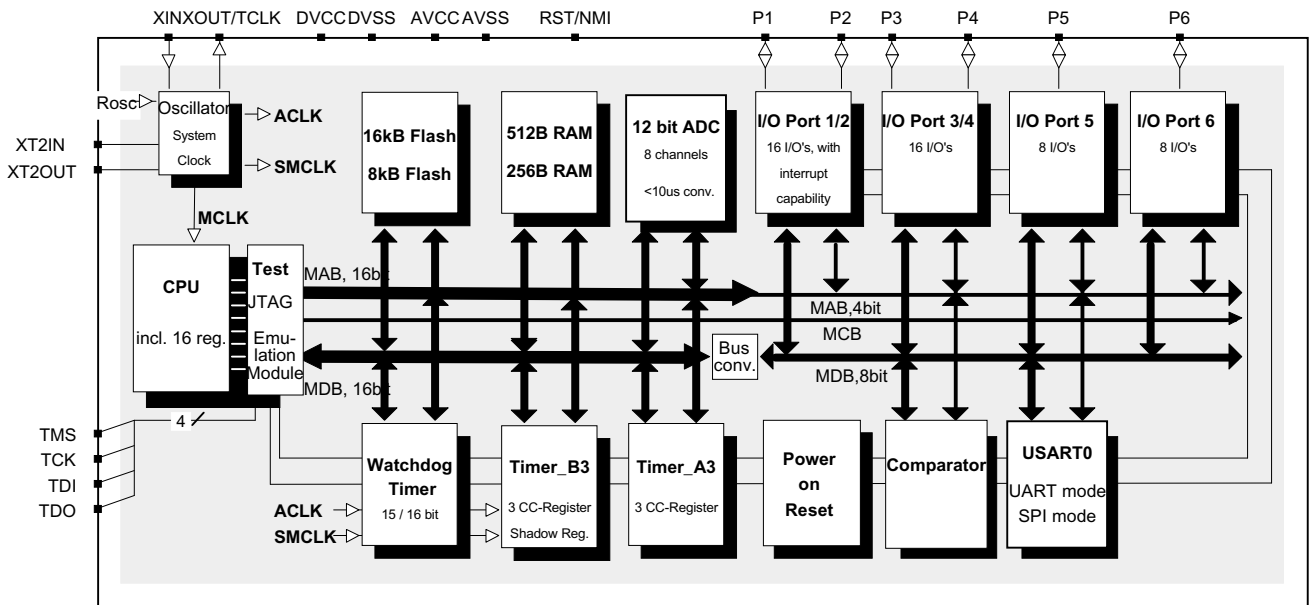 XIN XOUT/TCLK DVCC DVSS AVCC AVSS RST/NMI P1 P2 P3 P4 P5 P6
Rosc
XT2IN
XT2OUT
Oscillator
System
Clock
ACLK
SMCLK
MCLK
16kB Flash
8kB Flash
512B RAM
256B RAM
12 bit ADC
8 channels
<10us conv.
I/O Port 1/2
16 I/O's, with
interrupt
capability
I/O Port 3/4
16 I/O's
I/O Port 5
8 I/O's
I/O Port 6
8 I/O's
CPU
incl. 16 reg.
Test
JTAG
Emu-
lation
Module
MAB, 16bit
MAB,4bit
MCB
MDB, 16bit
Bus
conv.
MDB,8bit
4
TMS
TCK
TDI
TDO
ACLK
SMCLK
Watchdog
Timer
15 / 16 bit
Timer_B3
3 CC-Register
Shadow Reg.
Timer_A3
3 CC-Register
Power
on
Reset
Comparator
USART0
UART mode
SPI mode